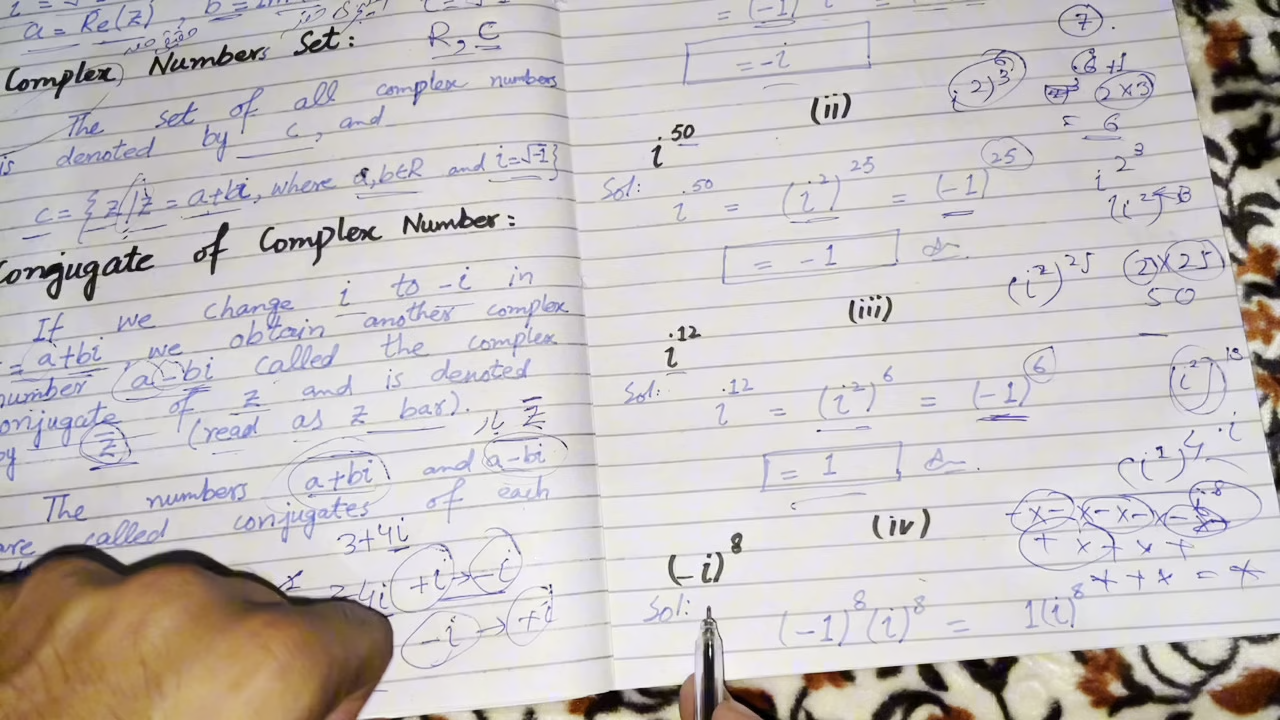 a = Re(z) ,
Complex Numbers Set: R, C
The set of all complex numbers
is denoted by C, and
C = { z | z = a+bi, where a, b∈R and i=√-1 }
Conjugate of Complex Number:
If we change i to -i in
= a+bi, we obtain another complex
number a-bi called the complex
conjugate of z and is denoted
by z̄ (read as z bar).
z̄
The numbers a+bi and a-bi
are called conjugates of each
3+4i
3-4i +i → -i
-i → +i
= (-1)
= -i
7.
6+1
2×3
= 6
(ii)
i^50
Sol: i^50 = (i^2)^25 = (-1)^25
= -1
(i^2)^25 (2)×25
50
(iii)
i^12
Sol: i^12 = (i^2)^6 = (-1)^6
= 1
(i^2)^4 . i
(iv)
(-i)^8
Sol: (-1)^8 (i)^8 = 1(i)^8